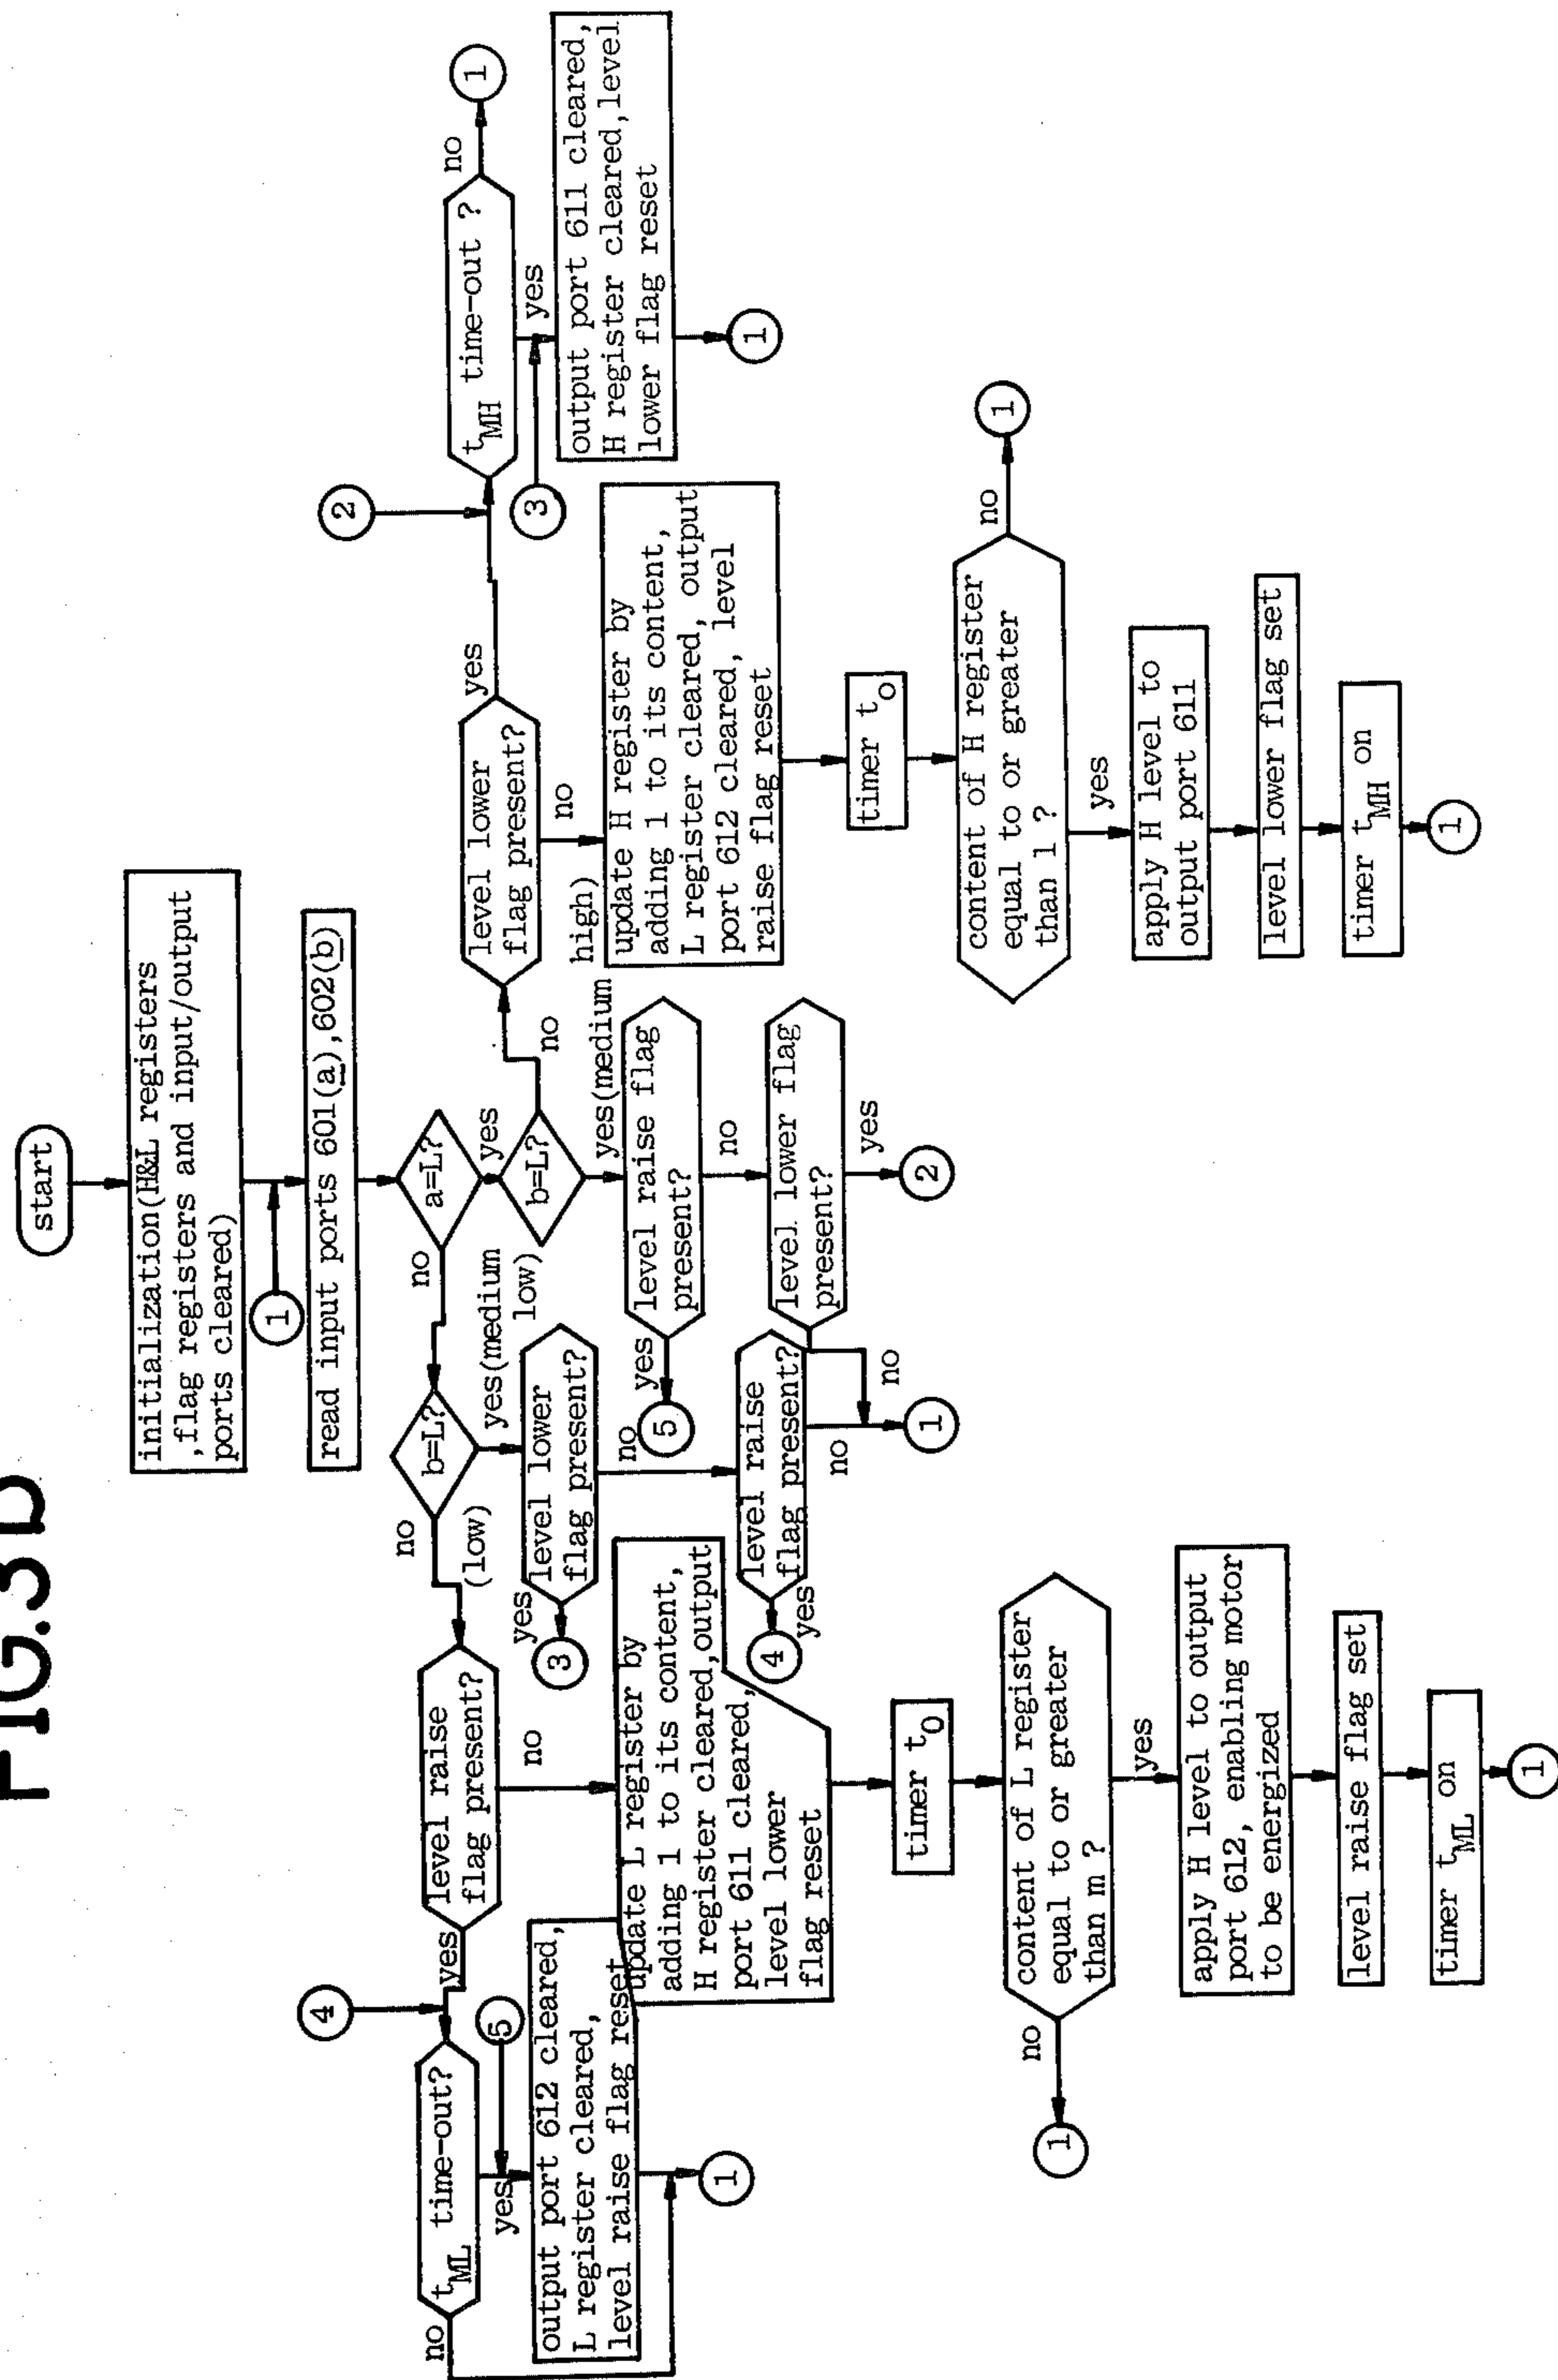 FIG.3b
start
initialization(H&L registers
,flag registers and input/output
ports cleared)
1
read input ports 601(a),602(b)
a=L?
no
yes
b=L?
no
(low)
yes(medium
low)
b=L?
no
yes(medium
high)
level raise
flag present?
yes
no
4
t_ML time-out?
no
yes
5
output port 612 cleared,
L register cleared,
level raise flag reset
1
update L register by
adding 1 to its content,
H register cleared,output
port 611 cleared,
level lower
flag reset
timer t_0
content of L register
equal to or greater
than m ?
no
1
yes
apply H level to output
port 612, enabling motor
to be energized
level raise flag set
timer t_ML on
1
level lower
flag present?
yes
3
no
level raise
flag present?
yes
4
no
1
level raise flag
present?
yes
5
no
level lower flag
present?
no
yes
2
level lower
flag present?
yes
no
2
t_MH time-out ?
no
1
yes
3
output port 611 cleared,
H register cleared,level
lower flag reset
1
update H register by
adding 1 to its content,
L register cleared, output
port 612 cleared, level
raise flag reset
timer t_o
content of H register
equal to or greater
than l ?
no
1
yes
apply H level to
output port 611
level lower flag set
timer t_MH on
1